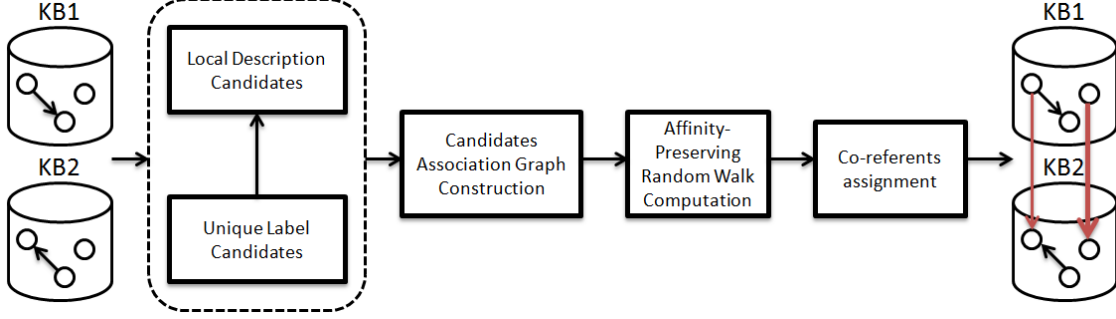 KB1
KB2
Local Description
Candidates
Unique Label
Candidates
Candidates
Association Graph
Construction
Affinity-
Preserving
Random Walk
Computation
Co-referents
assignment
KB1
KB2